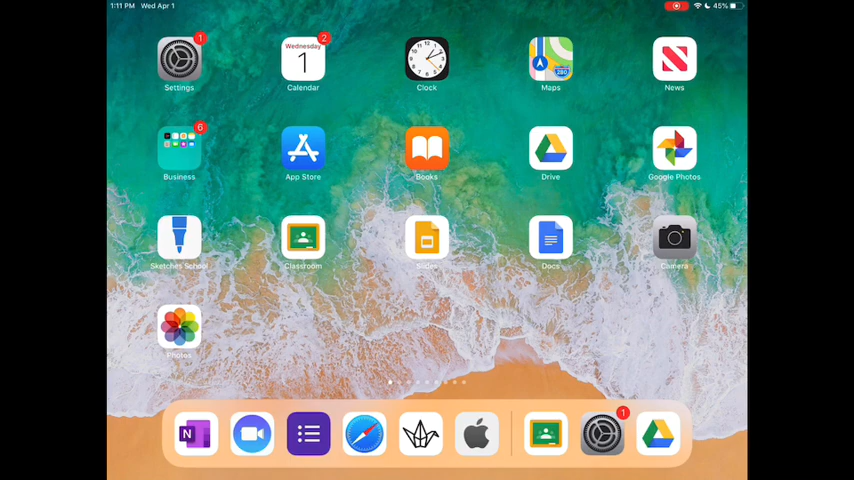 1:11 PM Wed Apr 1 45%
1 Wednesday 1 2
Settings Calendar Clock Maps News
6 280
Business App Store Books Drive Google Photos
Sketches School Classroom Slides Docs Camera
Photos
N 1